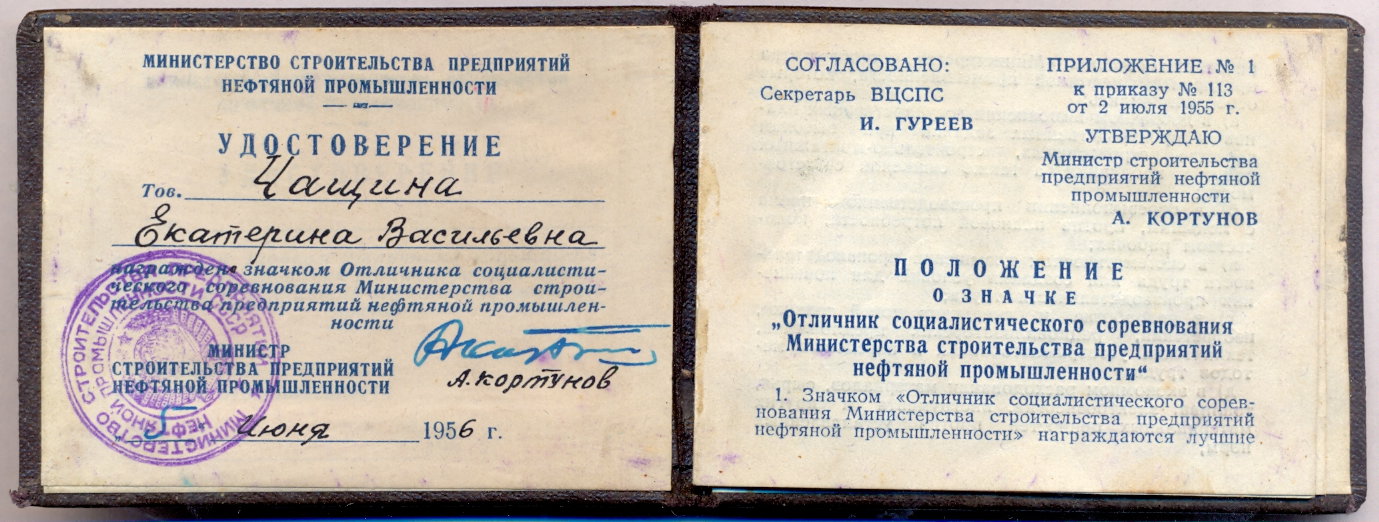 МИНИСТЕРСТВО СТРОИТЕЛЬСТВА ПРЕДПРИЯТИЙ
НЕФТЯНОЙ ПРОМЫШЛЕННОСТИ
УДОСТОВЕРЕНИЕ
Тов. Чащина
Екатерина Васильевна
награжден значком Отличника социалисти-
ческого соревнования Министерства строи-
тельства предприятий нефтяной промышлен-
ности
МИНИСТР
СТРОИТЕЛЬСТВА ПРЕДПРИЯТИЙ
НЕФТЯНОЙ ПРОМЫШЛЕННОСТИ
А. Кортунов
5 июня 1956 г.
СОГЛАСОВАНО:
Секретарь ВЦСПС
И. ГУРЕЕВ
ПРИЛОЖЕНИЕ № 1
к приказу № 113
от 2 июля 1955 г.
УТВЕРЖДАЮ
Министр строительства
предприятий нефтяной
промышленности
А. КОРТУНОВ
ПОЛОЖЕНИЕ
О ЗНАЧКЕ
„Отличник социалистического соревнования
Министерства строительства предприятий
нефтяной промышленности“
1. Значком «Отличник социалистического сорев-
нования Министерства строительства предприятий
нефтяной промышленности» награждаются лучшие